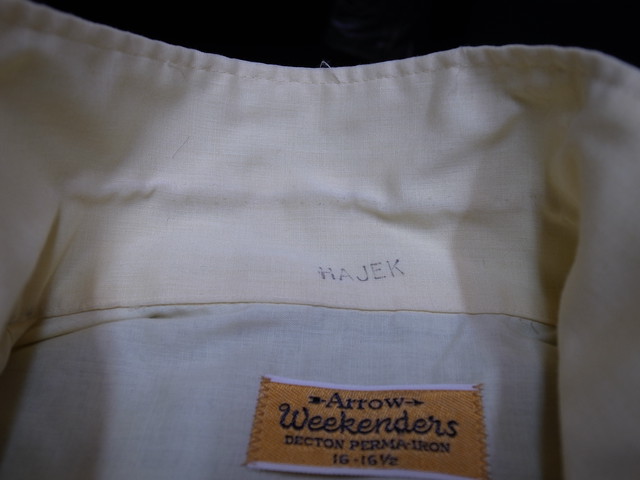 HAJEK
Arrow
Weekenders
DECTON PERMA-IRON
16-16½